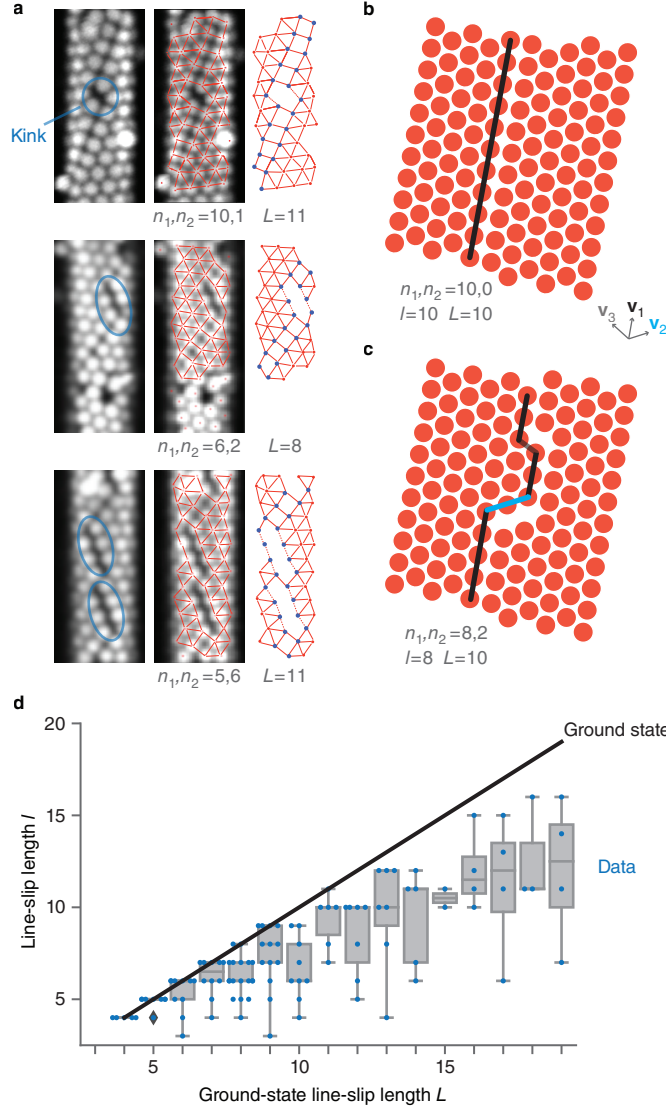 a
Kink
n1,n2=10,1 L=11
n1,n2=6,2 L=8
n1,n2=5,6 L=11
b
n1,n2=10,0
l=10 L=10
v3 v1 v2
c
n1,n2=8,2
l=8 L=10
d
20
15
10
5
Line-slip length l
Ground state
Data
5 10 15
Ground-state line-slip length L